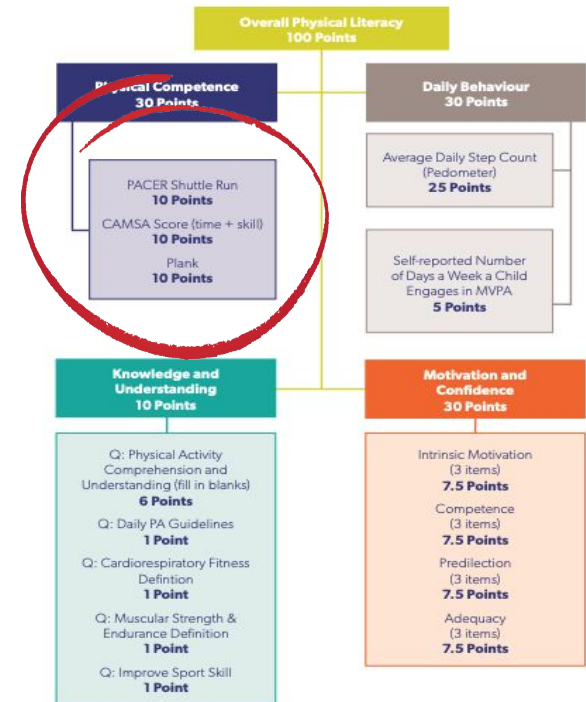 Overall Physical Literacy
100 Points
Physical Competence
30 Points
PACER Shuttle Run
10 Points
CAMSA Score (time + skill)
10 Points
Plank
10 Points
Daily Behaviour
30 Points
Average Daily Step Count
(Pedometer)
25 Points
Self-reported Number
of Days a Week a Child
Engages in MVPA
5 Points
Knowledge and
Understanding
10 Points
Q: Physical Activity
Comprehension and
Understanding (fill in blanks)
6 Points
Q: Daily PA Guidelines
1 Point
Q: Cardiorespiratory Fitness
Defintion
1 Point
Q: Muscular Strength &
Endurance Definition
1 Point
Q: Improve Sport Skill
1 Point
Motivation and
Confidence
30 Points
Intrinsic Motivation
(3 items)
7.5 Points
Competence
(3 items)
7.5 Points
Predilection
(3 items)
7.5 Points
Adequacy
(3 items)
7.5 Points